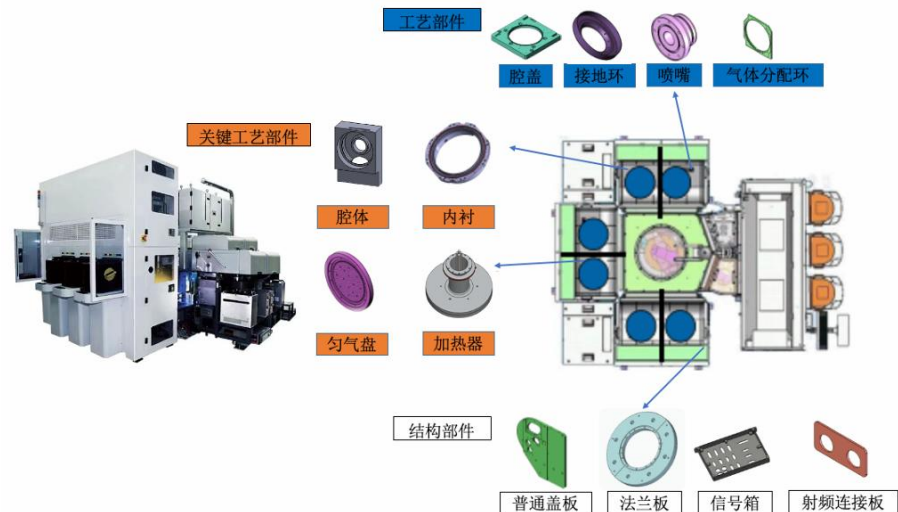 工艺部件
腔盖
接地环
喷嘴
气体分配环
关键工艺部件
腔体
内衬
匀气盘
加热器
结构部件
普通盖板
法兰板
信号箱
射频连接板